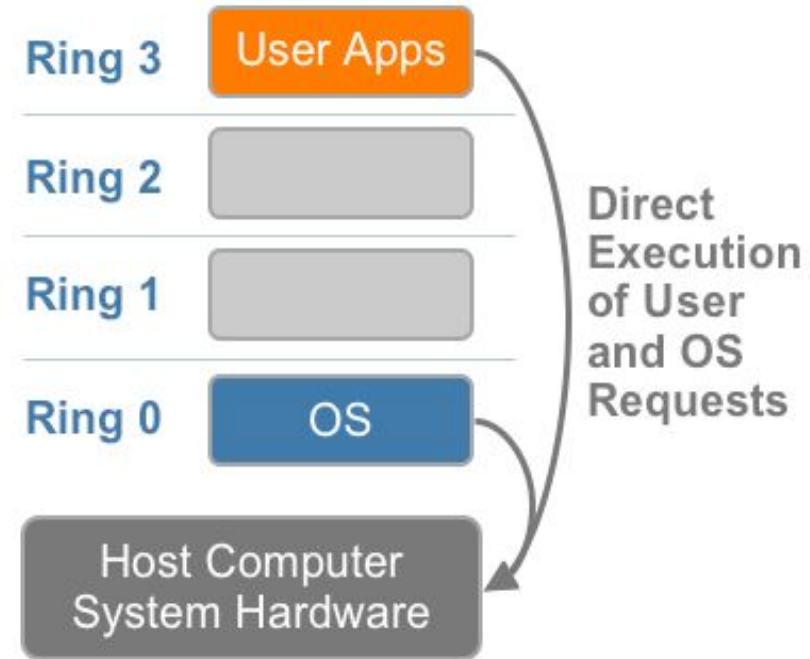 Ring 3
User Apps
Ring 2
Ring 1
Ring 0
OS
Direct
Execution
of User
and OS
Requests
Host Computer
System Hardware